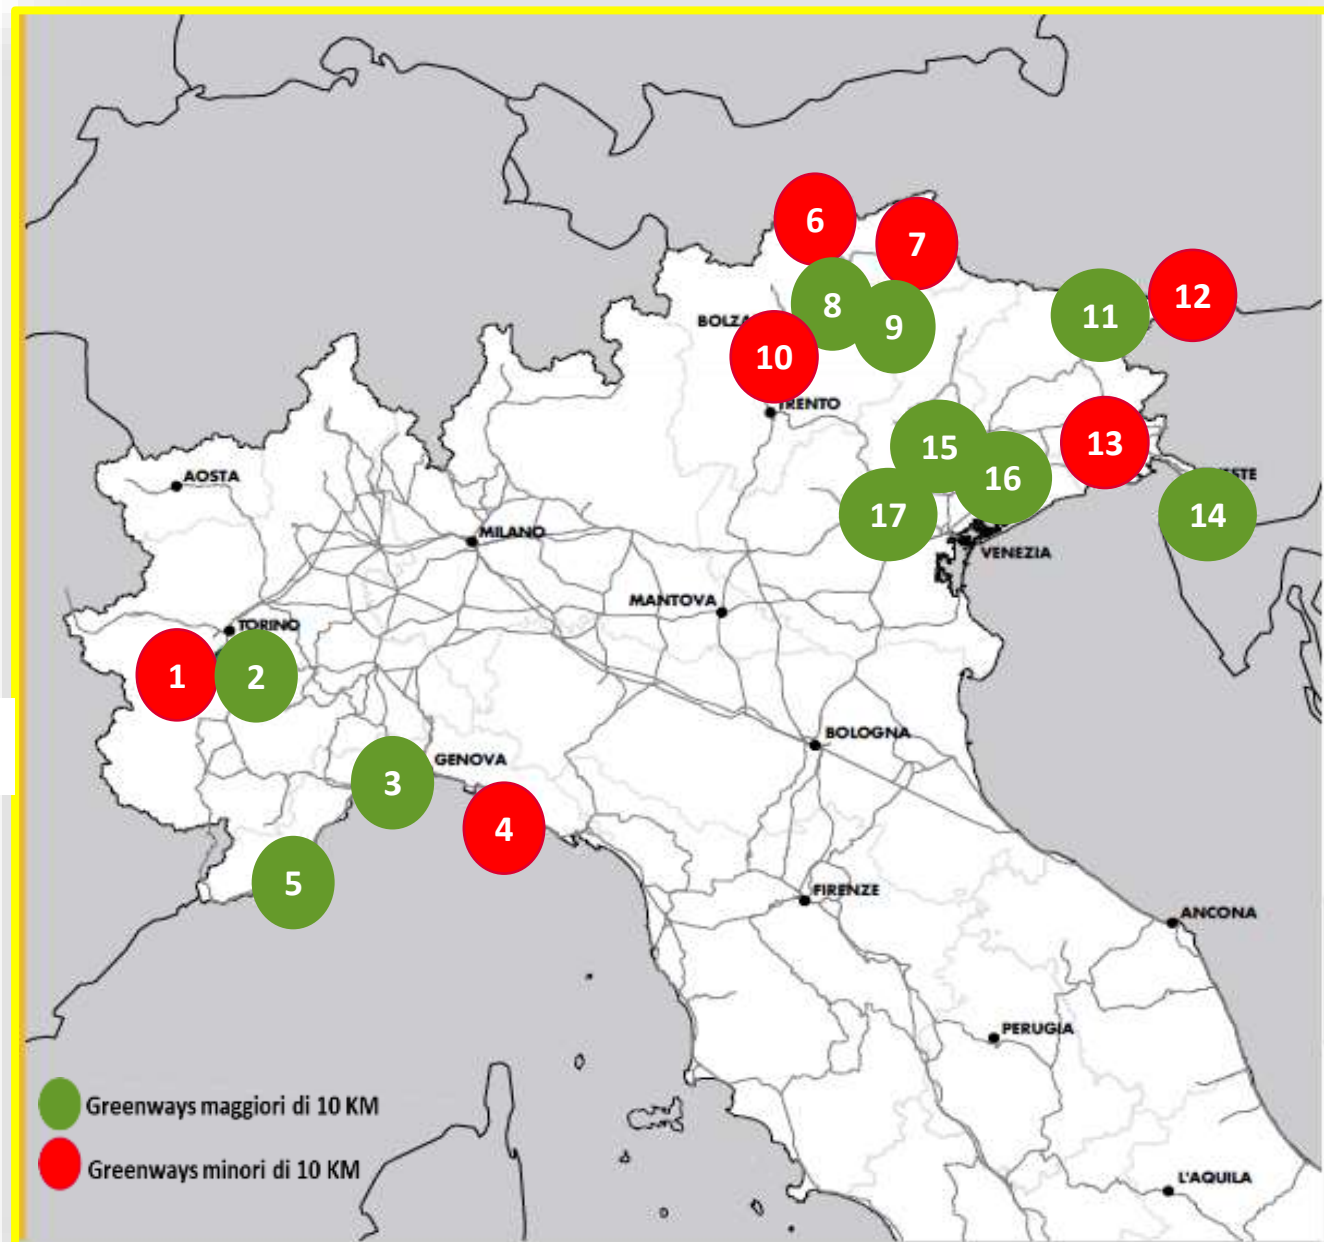 6
7
12
8
11
9
BOLZA
10
TRENTO
15
13
16
AOSTA
STE
17
14
MILANO
VENEZIA
MANTOVA
TORINO
1
2
BOLOGNA
GENOVA
3
4
5
FIRENZE
ANCONA
PERUGIA
Greenways maggiori di 10 KM
Greenways minori di 10 KM
L'AQUILA